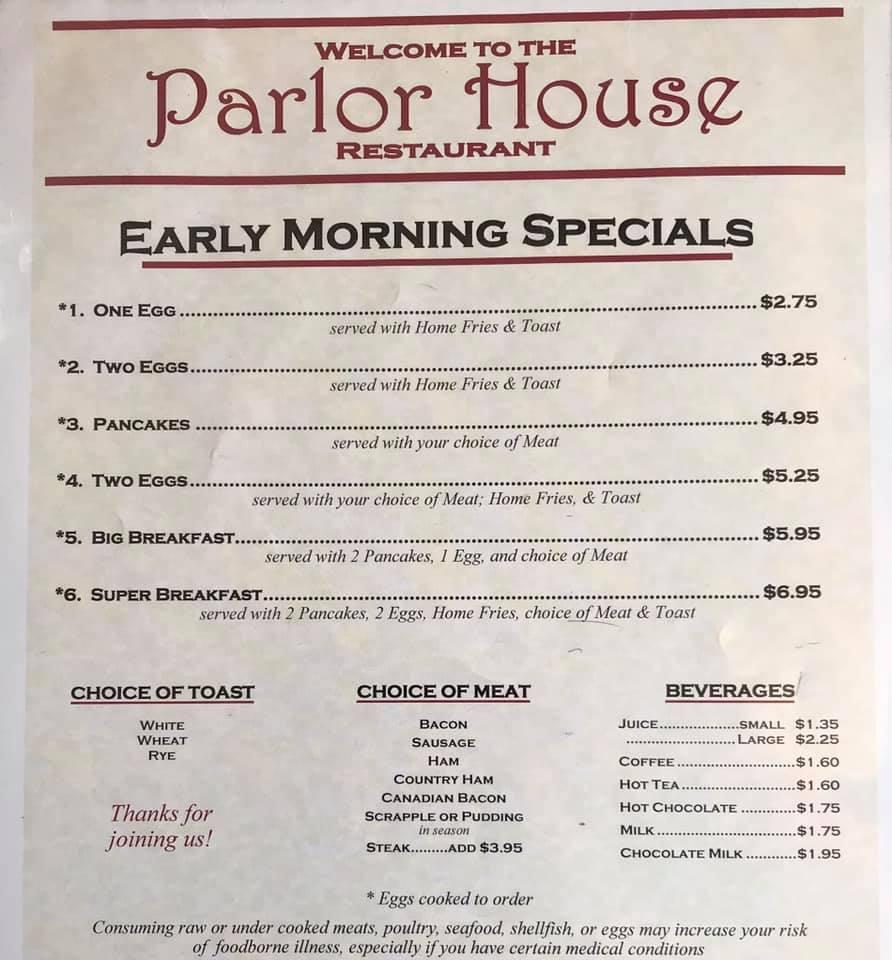 WELCOME TO THE
Parlor House
RESTAURANT
EARLY MORNING SPECIALS
*1. ONE EGG ........ $2.75
served with Home Fries & Toast
*2. TWO EGGS........ $3.25
served with Home Fries & Toast
*3. PANCAKES ........ $4.95
served with your choice of Meat
*4. TWO EGGS........ $5.25
served with your choice of Meat; Home Fries, & Toast
*5. BIG BREAKFAST........ $5.95
served with 2 Pancakes, 1 Egg, and choice of Meat
*6. SUPER BREAKFAST........ $6.95
served with 2 Pancakes, 2 Eggs, Home Fries, choice of Meat & Toast
CHOICE OF TOAST
WHITE
WHEAT
RYE
Thanks for
joining us!
CHOICE OF MEAT
BACON
SAUSAGE
HAM
COUNTRY HAM
CANADIAN BACON
SCRAPPLE OR PUDDING
in season
STEAK.........ADD $3.95
BEVERAGES
JUICE...................SMALL $1.35
..........................LARGE $2.25
COFFEE............................$1.60
HOT TEA...........................$1.60
HOT CHOCOLATE .............$1.75
MILK.................................$1.75
CHOCOLATE MILK ............$1.95
* Eggs cooked to order
Consuming raw or under cooked meats, poultry, seafood, shellfish, or eggs may increase your risk
of foodborne illness, especially if you have certain medical conditions